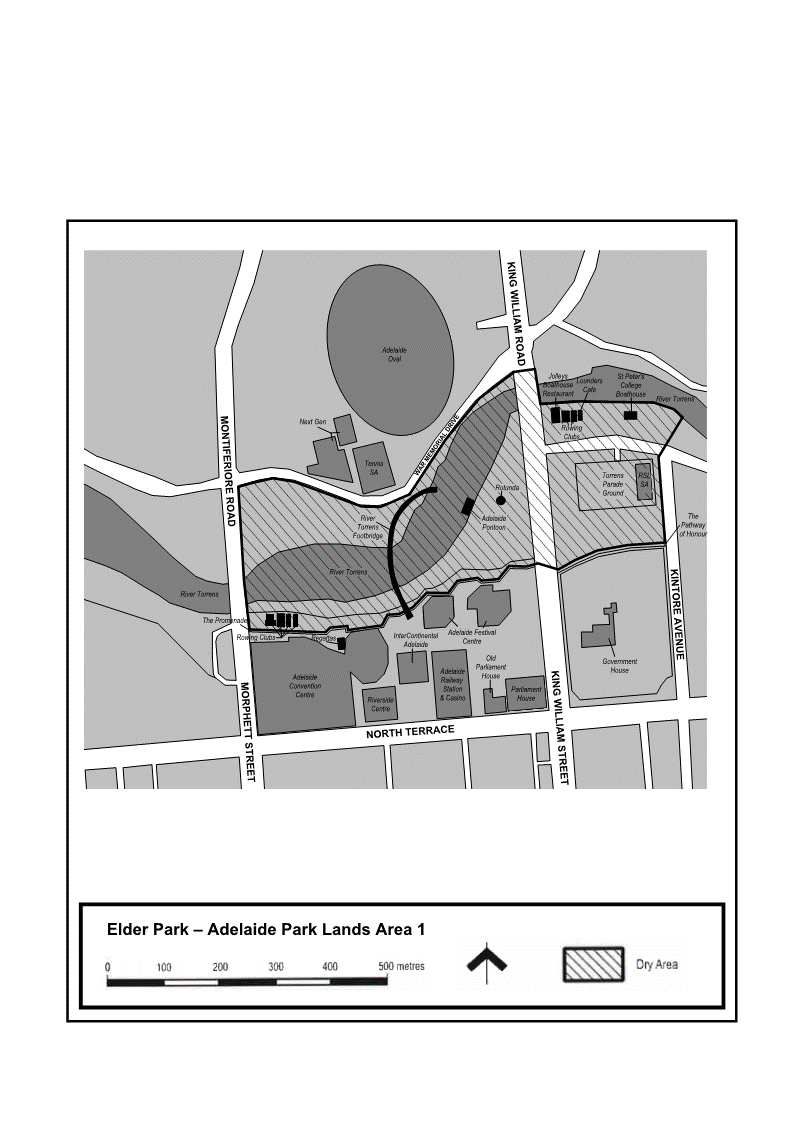 KING WILLIAM ROAD
Adelaide
Oval
Jolleys
Boathouse
Restaurant
Lounders
Cafe
St Peter's
College
Boathouse
River Torrens
Rowing
Clubs
Next Gen
Tennis
SA
WAR MEMORIAL DRIVE
MONTIFERIORE ROAD
Torrens
Parade
Ground
RSL
SA
Rotunda
River
Torrens
Footbridge
Adelaide
Pontoon
The
Pathway
of Honour
River Torrens
River Torrens
The Promenade
Rowing Clubs
Regattas
InterContinental
Adelaide
Adelaide Festival
Centre
KINTORE AVENUE
Government
House
Adelaide
Convention
Centre
Riverside
Centre
Adelaide
Railway
Station
& Casino
Old
Parliament
House
Parliament
House
MORPHETT STREET
KING WILLIAM STREET
NORTH TERRACE
Elder Park – Adelaide Park Lands Area 1
0 100 200 300 400 500 metres
Dry Area